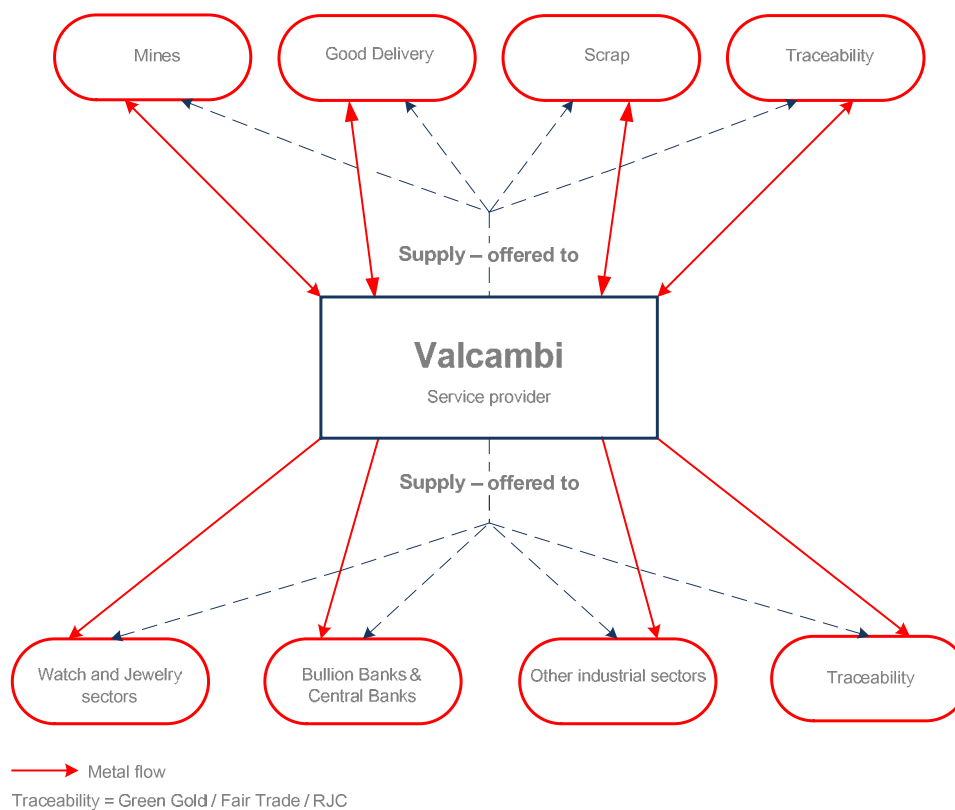 Mines
Good Delivery
Scrap
Traceability
Supply – offered to
Valcambi
Service provider
Supply – offered to
Watch and Jewelry
sectors
Bullion Banks &
Central Banks
Other industrial sectors
Traceability
Metal flow
Traceability = Green Gold / Fair Trade / RJC